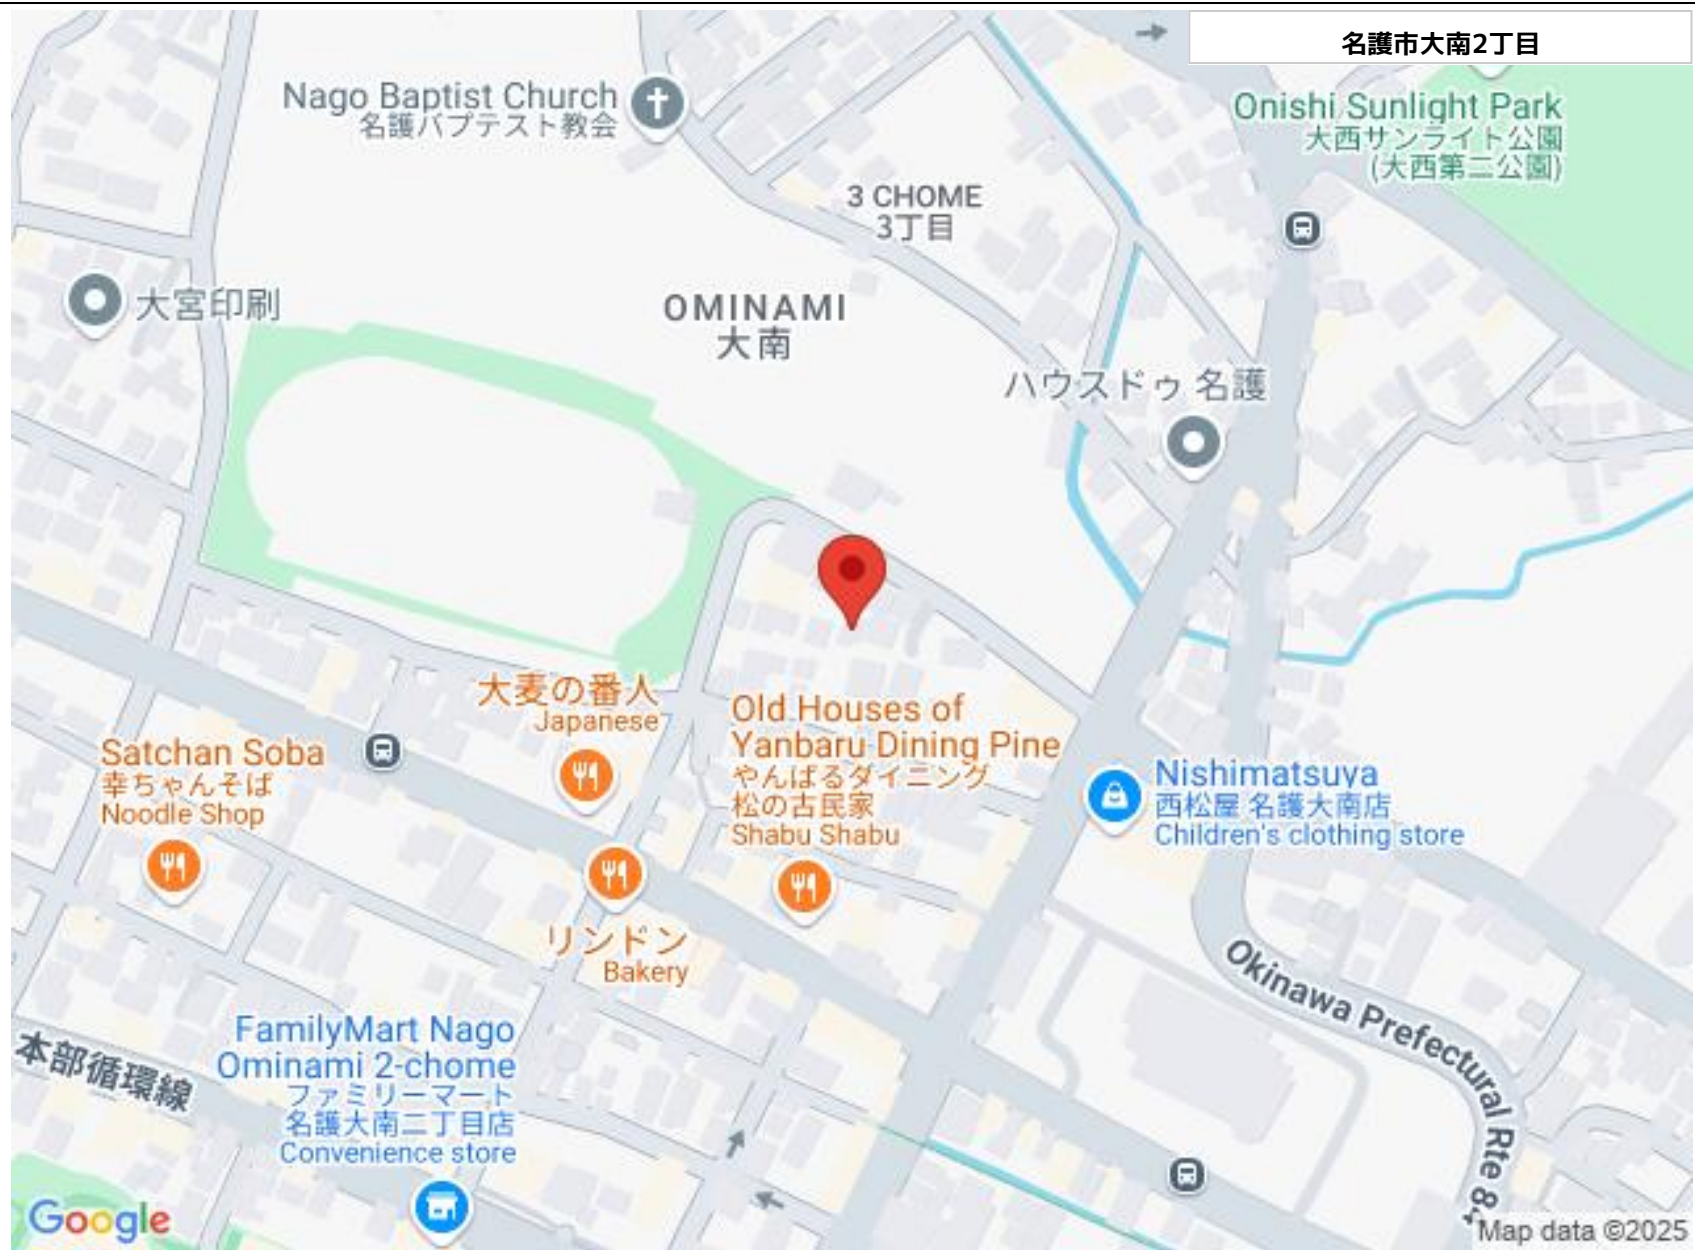 名護市大南2丁目
Nago Baptist Church
名護バプテスト教会
Onishi Sunlight Park
大西サンライト公園
(大西第二公園)
3 CHOME
3丁目
大宮印刷
OMINAMI
大南
ハウスドゥ 名護
大麦の番人
Japanese
Old Houses of
Yanbaru Dining Pine
やんばるダイニング
松の古民家
Shabu Shabu
Satchan Soba
幸ちゃんそば
Noodle Shop
Nishimatsuya
西松屋 名護大南店
Children's clothing store
リンドン
Bakery
Okinawa Prefectural Rte 84
FamilyMart Nago
Ominami 2-chome
ファミリーマート
名護大南二丁目店
Convenience store
本部循環線
Google
Map data ©2025